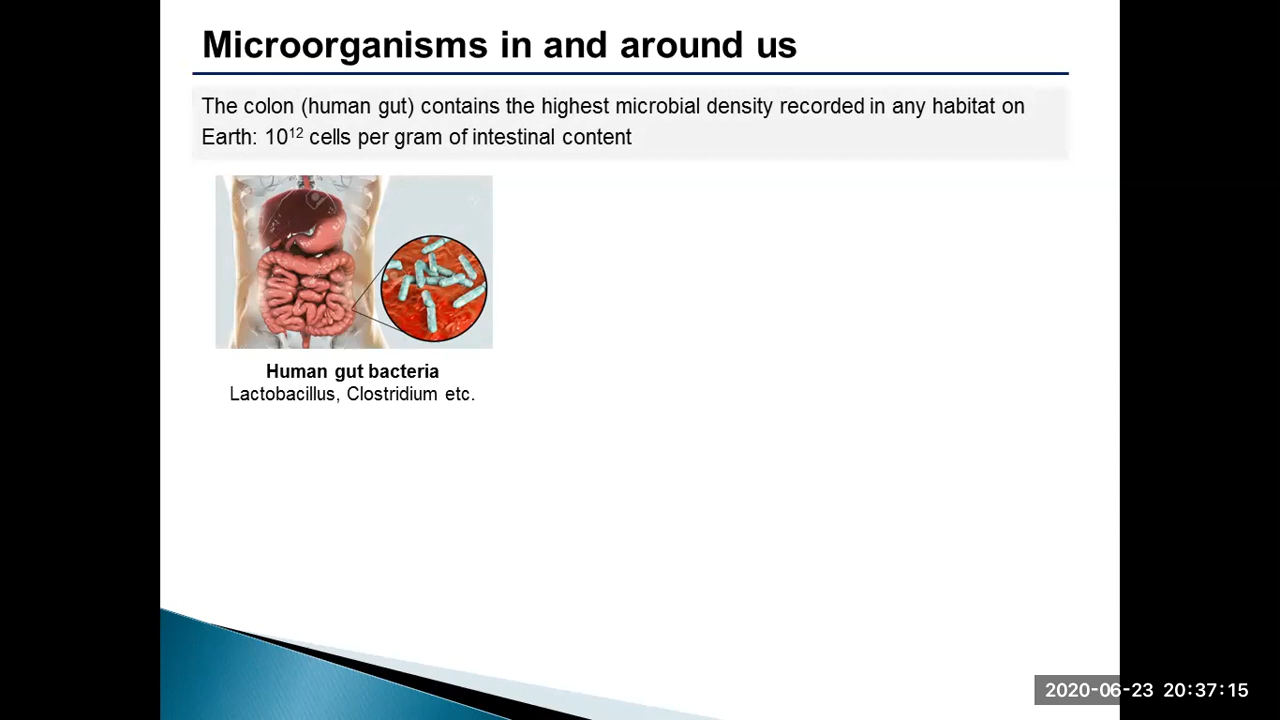 Microorganisms in and around us
The colon (human gut) contains the highest microbial density recorded in any habitat on
Earth: 10¹² cells per gram of intestinal content
Human gut bacteria
Lactobacillus, Clostridium etc.
2020-06-23 20:37:15